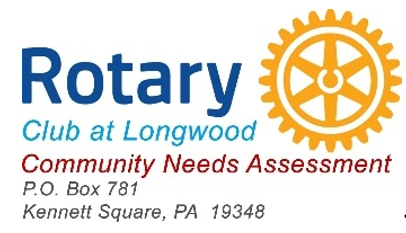 Rotary
Club at Longwood
Community Needs Assessment
P.O. Box 781
Kennett Square, PA 19348